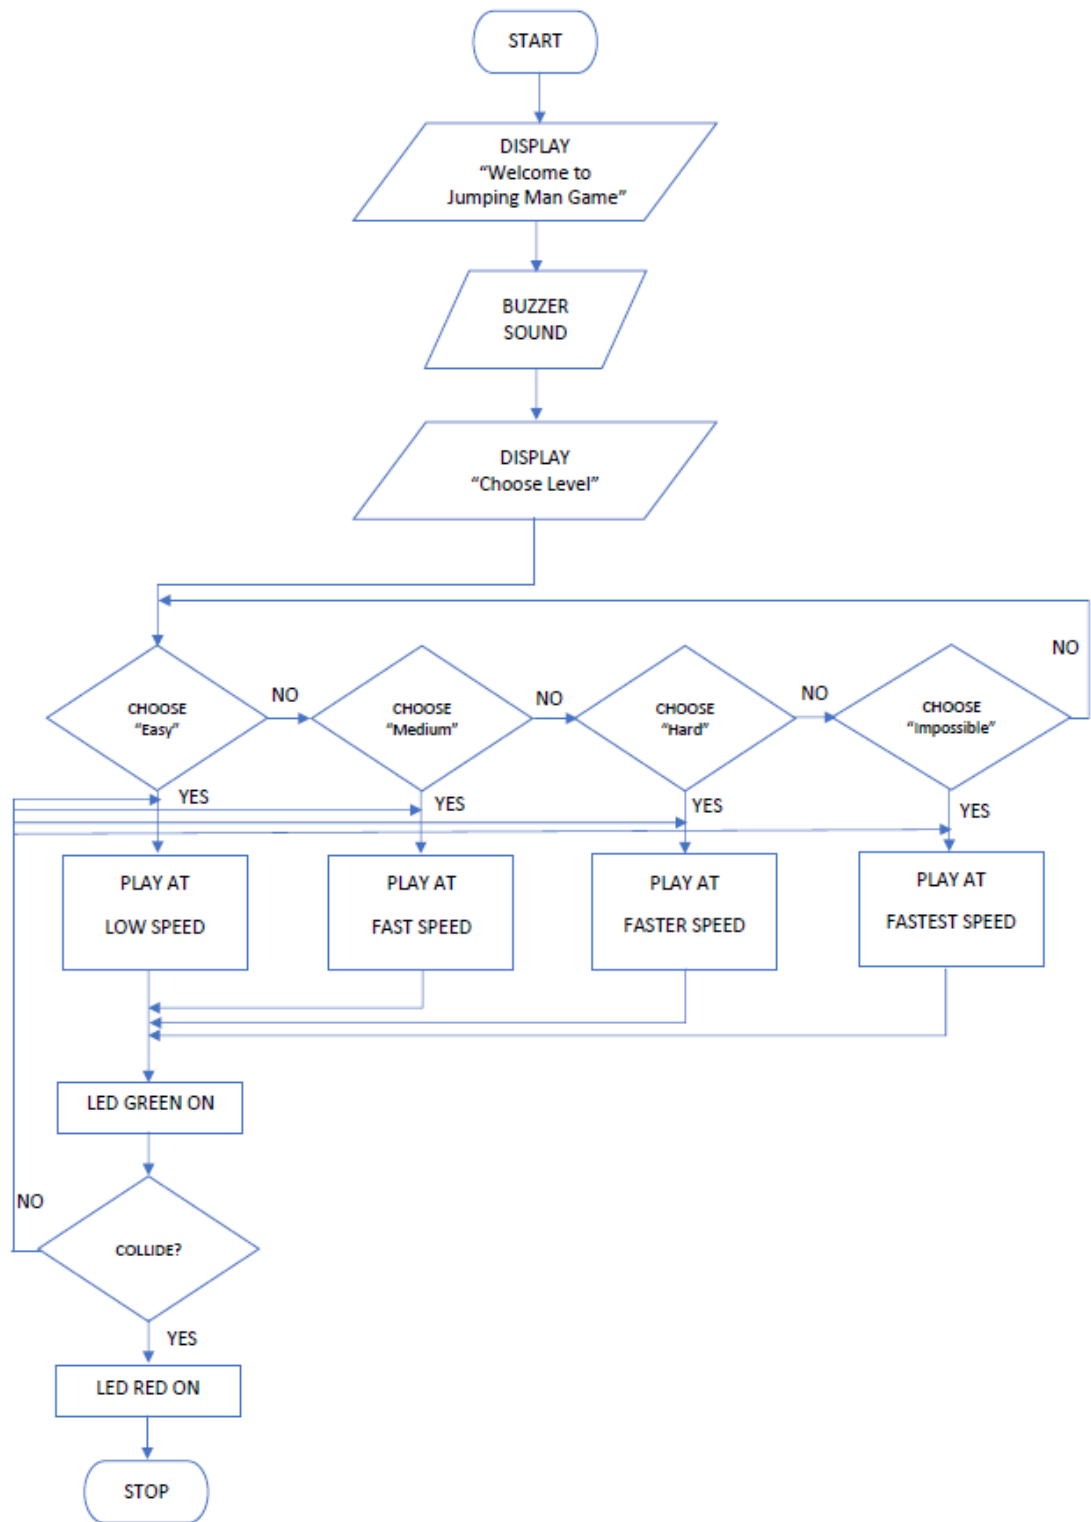 START
DISPLAY
“Welcome to
Jumping Man Game”
BUZZER
SOUND
DISPLAY
“Choose Level”
NO
CHOOSE
“Easy”
NO
CHOOSE
“Medium”
NO
CHOOSE
“Hard”
NO
CHOOSE
“Impossible”
YES
YES
YES
YES
PLAY AT
LOW SPEED
PLAY AT
FAST SPEED
PLAY AT
FASTER SPEED
PLAY AT
FASTEST SPEED
LED GREEN ON
NO
COLLIDE?
YES
LED RED ON
STOP